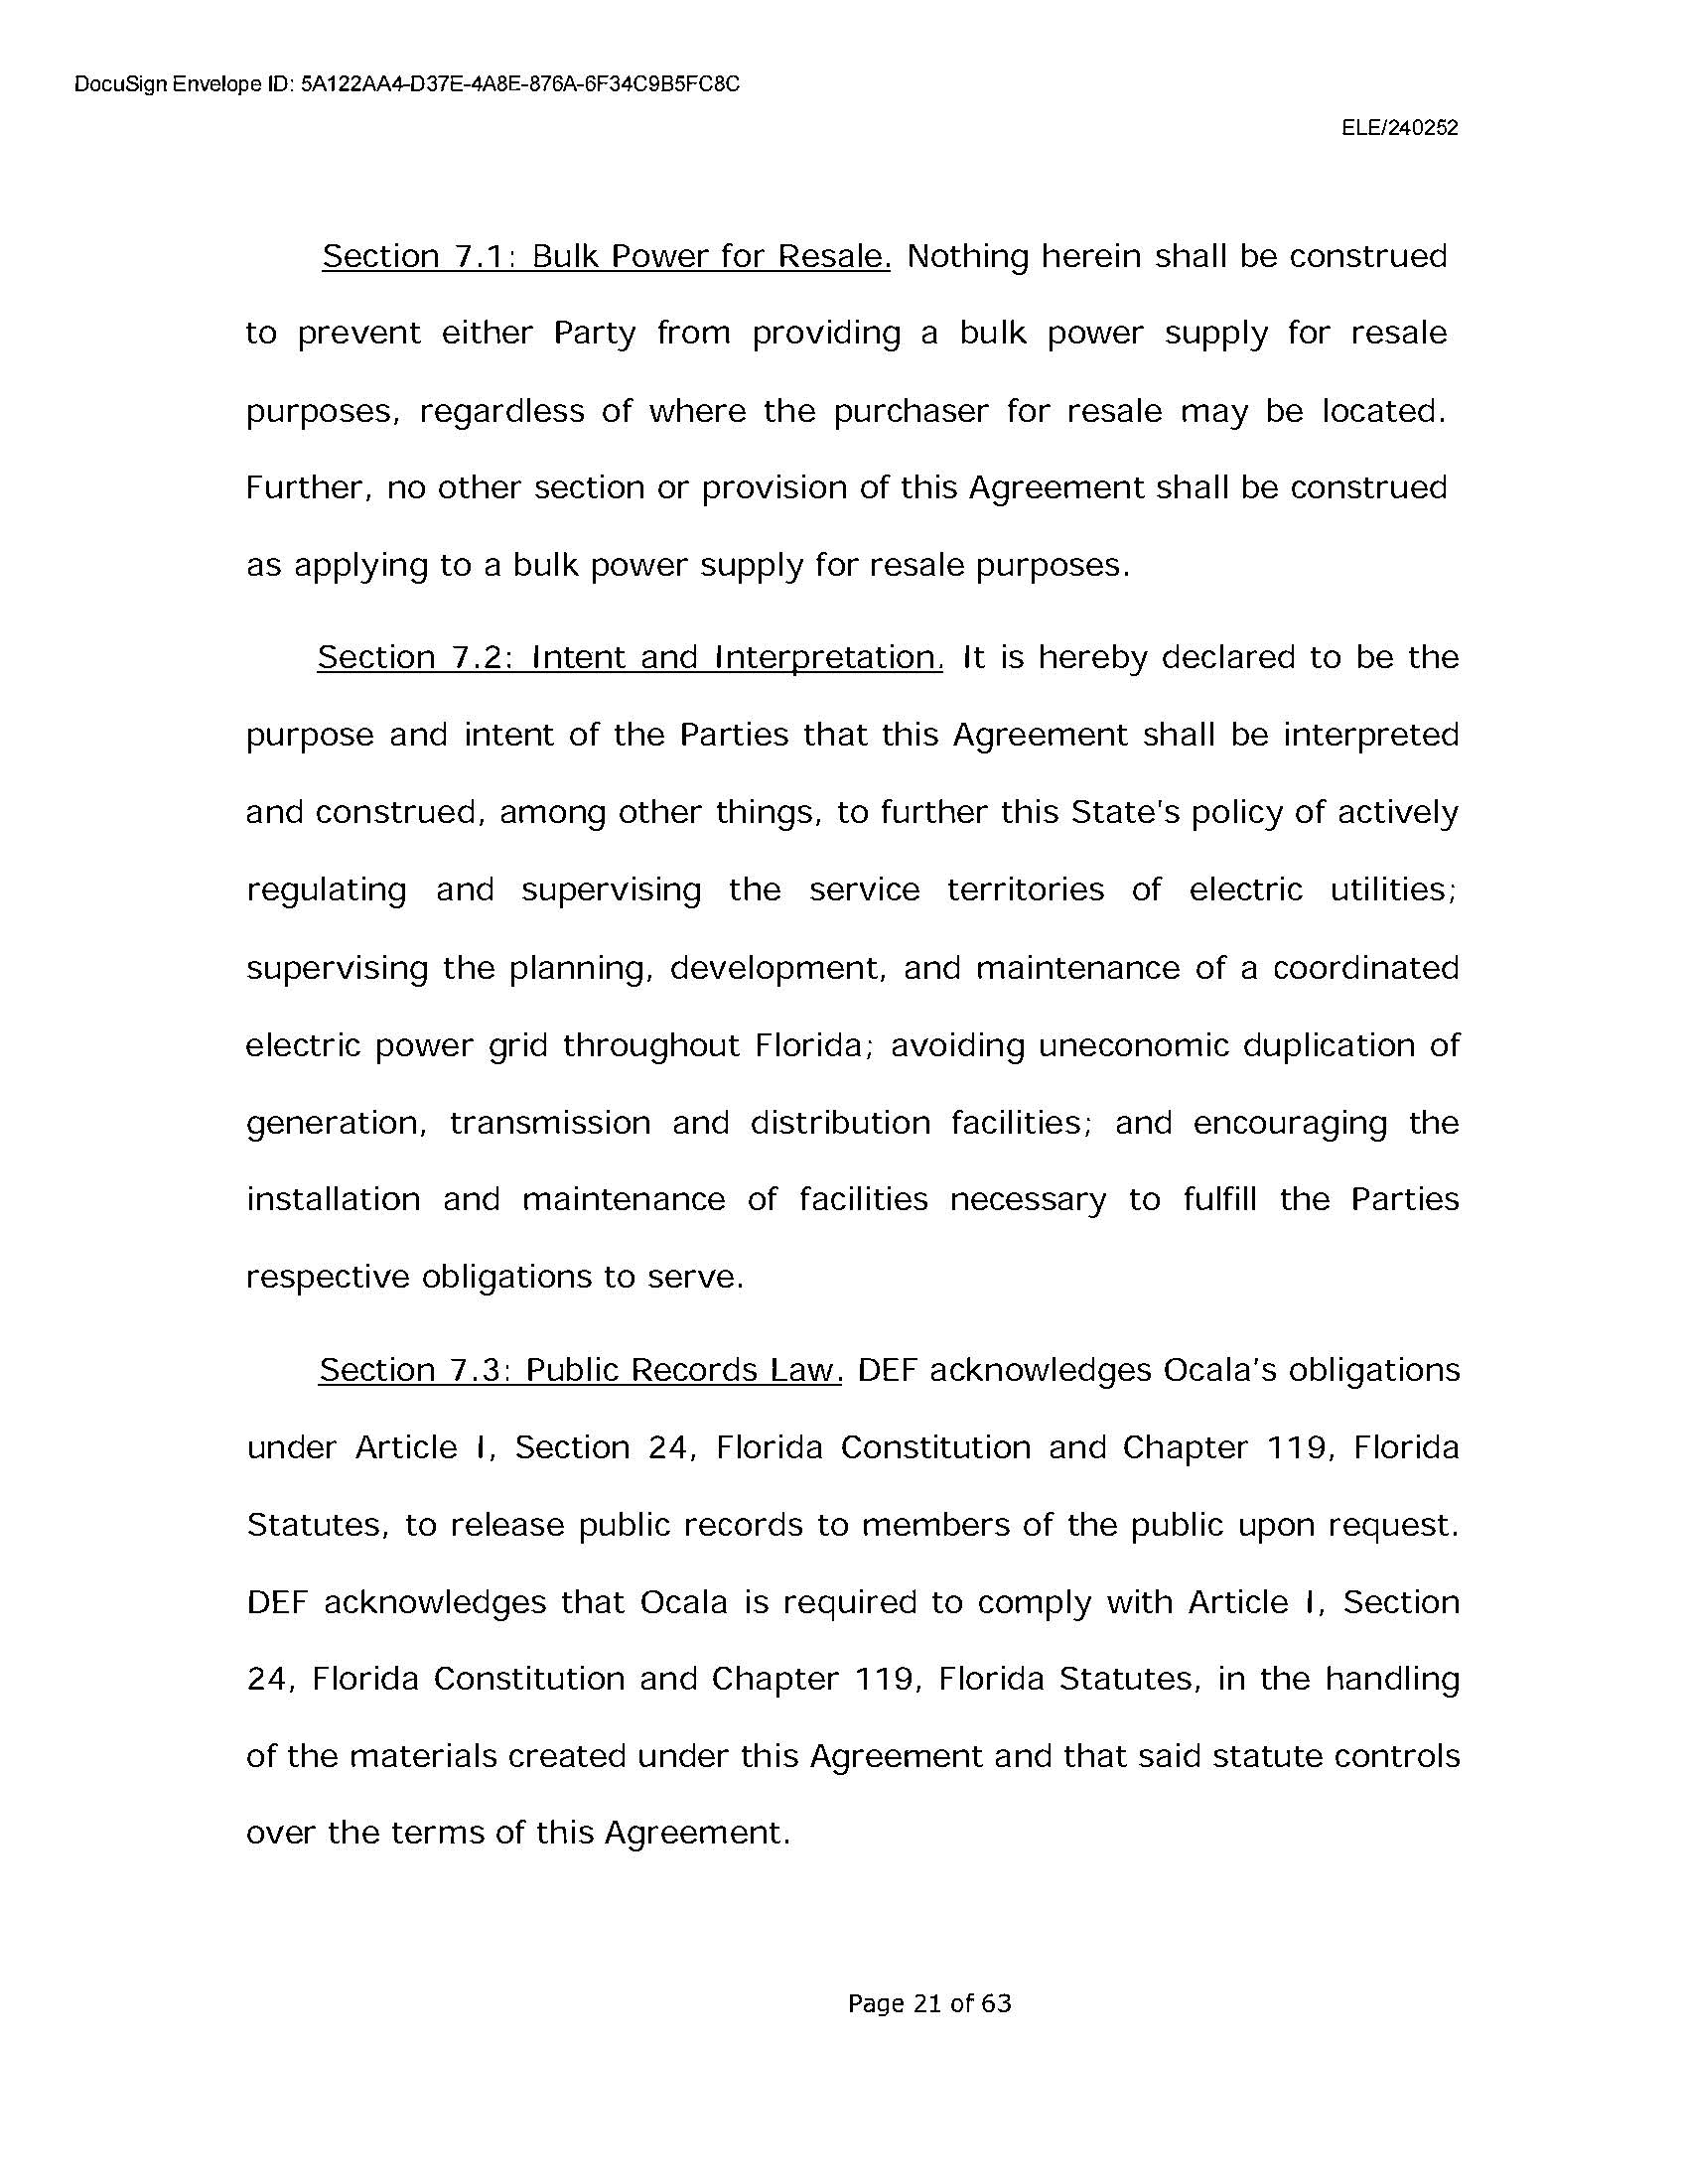 DocuSign Envelope ID: 5A122AA4-D37E-4A8E-876A-6F34C9B5FC8C
ELE/240252
Section 7.1: Bulk Power for Resale. Nothing herein shall be construed
to prevent either Party from providing a bulk power supply for resale
purposes, regardless of where the purchaser for resale may be located.
Further, no other section or provision of this Agreement shall be construed
as applying to a bulk power supply for resale purposes.
Section 7.2: Intent and Interpretation. It is hereby declared to be the
purpose and intent of the Parties that this Agreement shall be interpreted
and construed, among other things, to further this State's policy of actively
regulating and supervising the service territories of electric utilities;
supervising the planning, development, and maintenance of a coordinated
electric power grid throughout Florida; avoiding uneconomic duplication of
generation, transmission and distribution facilities; and encouraging the
installation and maintenance of facilities necessary to fulfill the Parties
respective obligations to serve.
Section 7.3: Public Records Law. DEF acknowledges Ocala's obligations
under Article I, Section 24, Florida Constitution and Chapter 119, Florida
Statutes, to release public records to members of the public upon request.
DEF acknowledges that Ocala is required to comply with Article I, Section
24, Florida Constitution and Chapter 119, Florida Statutes, in the handling
of the materials created under this Agreement and that said statute controls
over the terms of this Agreement.
Page 21 of 63